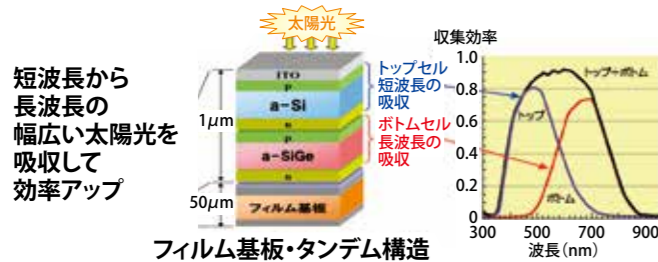 太陽光
短波長から
長波長の
幅広い太陽光を
吸収して
効率アップ
1μm
50μm
ITO
P
a-Si
n
P
a-SiGe
n
フィルム基板
トップセル
短波長の
吸収
ボトムセル
長波長の
吸収
フィルム基板・タンデム構造
収集効率
1.0
0.8
0.6
0.4
0.2
0
トップ+ボトム
トップ
ボトム
300
500
700
900
波長(nm)